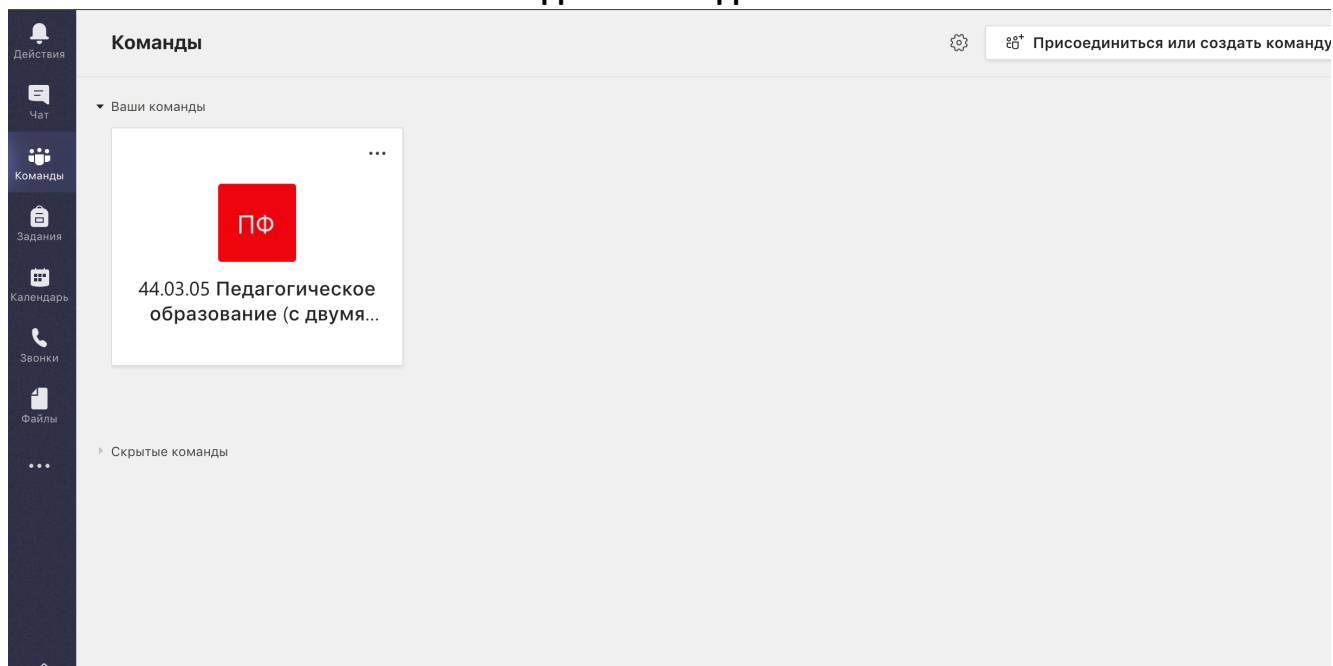 Действия
Чат
Команды
Задания
Календарь
Звонки
Файлы
Команды
Присоединиться или создать команду
Ваши команды
ПФ
44.03.05 Педагогическое
образование (с двумя...
Скрытые команды